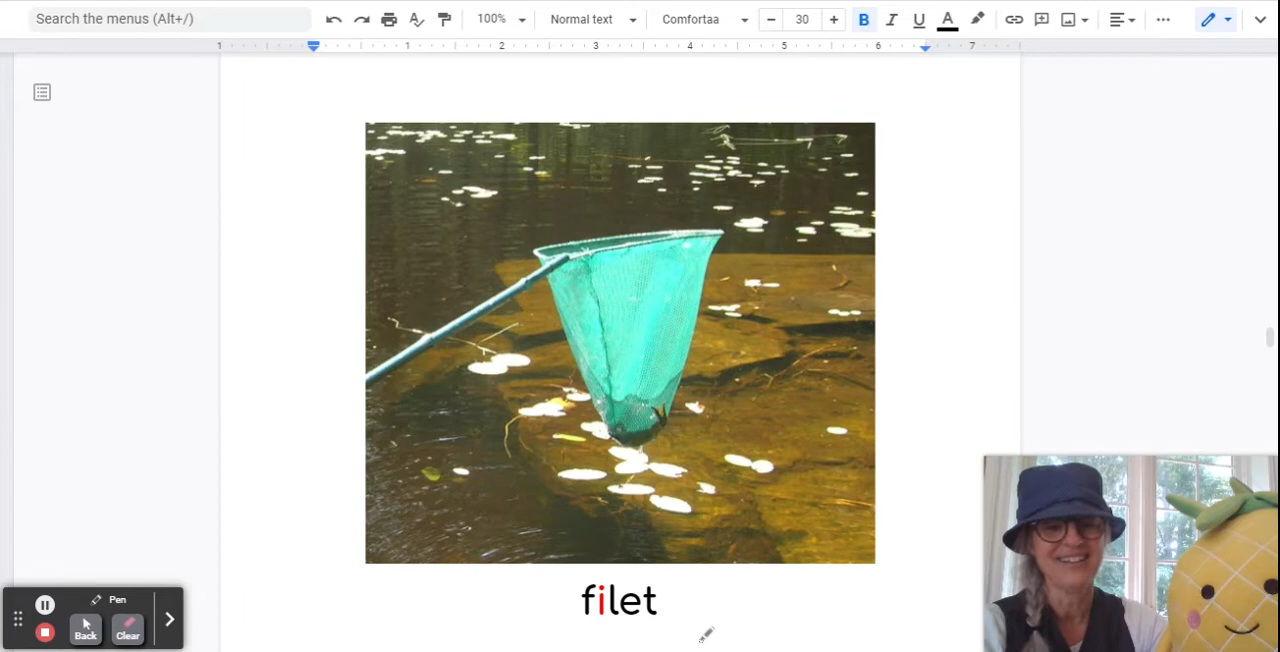 Search the menus (Alt+/)
100%
Normal text
Comfortaa
30
B I U A
1 1 2 3 4 5 6 7
filet
Pen
Back
Clear